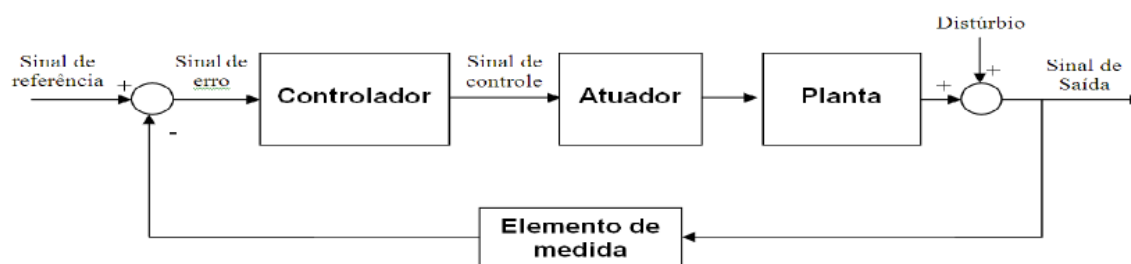 Distúrbio
Sinal de
referência
+
Sinal de
erro
Controlador
Sinal de
controle
Atuador
Planta
+
+
Sinal de
Saída
-
Elemento de
medida